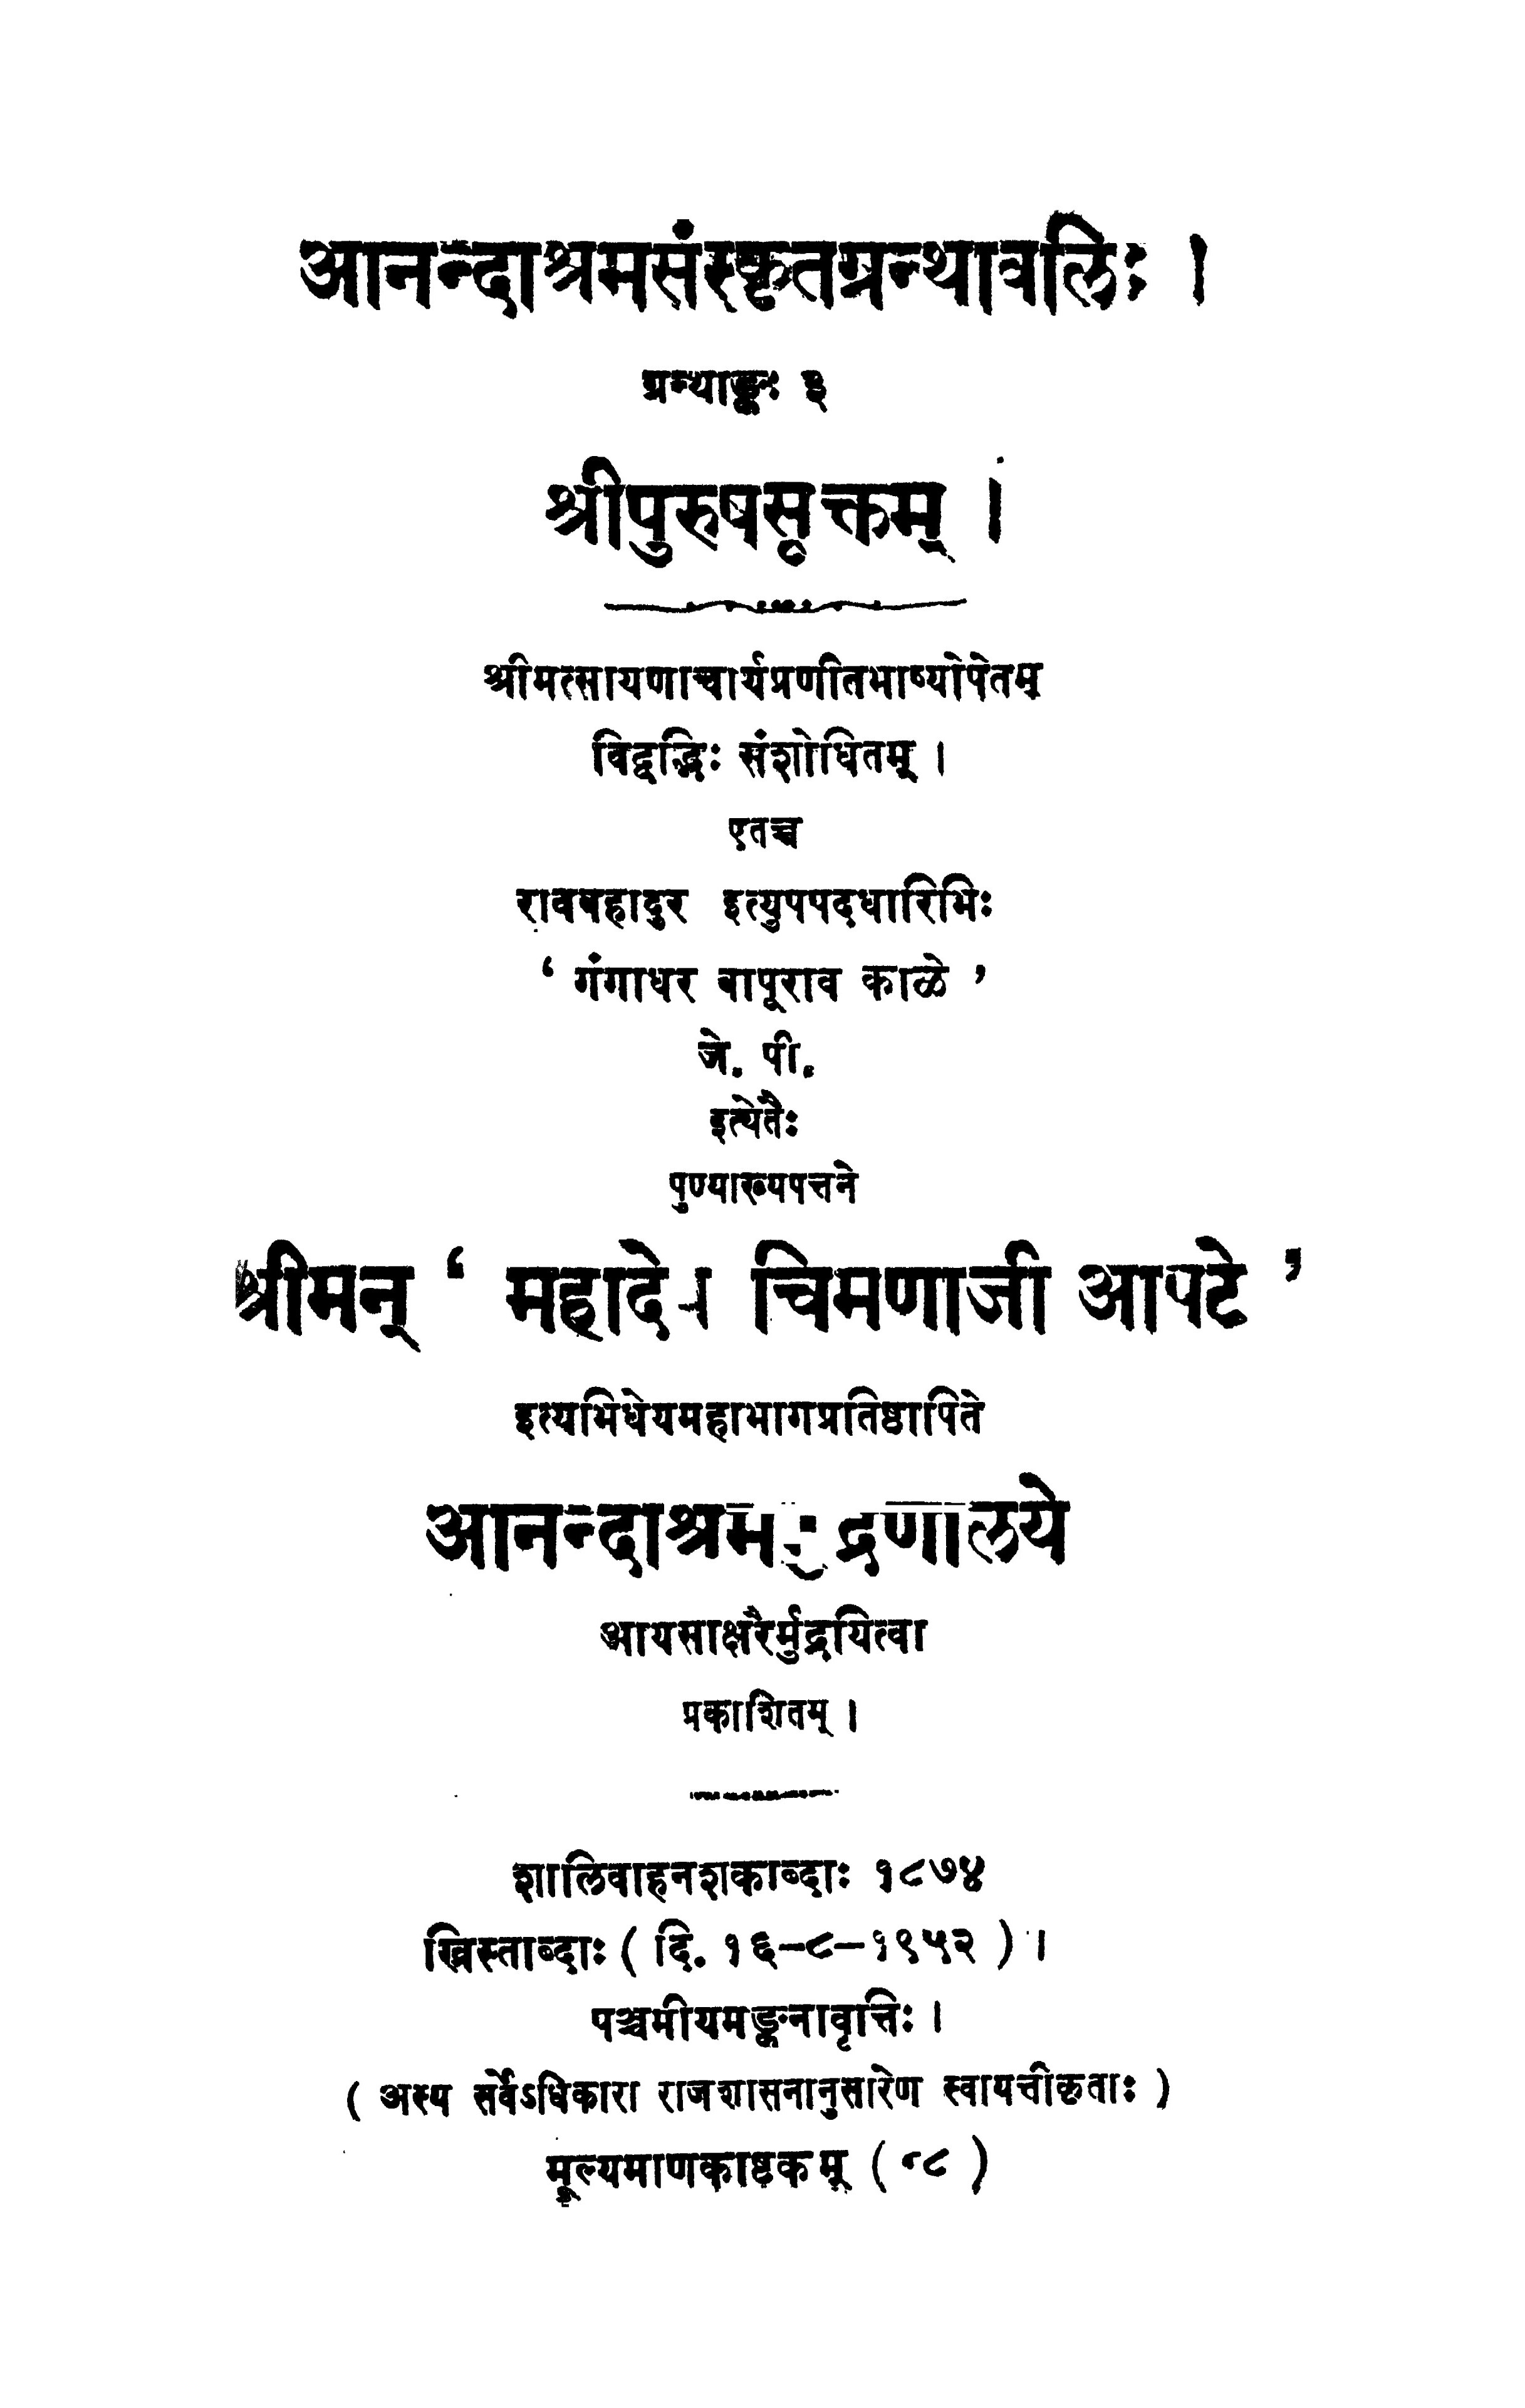 आनन्दाश्रमसंस्कृतग्रन्थावलिः ।
ग्रन्थाङ्कः ३
श्रीपुरुषसूक्तम् ।
श्रीमत्सायणाचार्यप्रणीतभाष्योपेतम्
विद्वद्भिः संशोधितम् ।
एतच्च
रावबहादुर इत्युपपदधारिभिः
‘ गंगाधर बापूराव काळे ’
जे. पी.
इत्येतैः
पुण्याख्यपत्तने
श्रीमन् ‘ महादेव चिमणाजी आपटे ’
इत्यभिधेयमहाभागप्रतिष्ठापिते
आनन्दाश्रममुद्रणालये
आयसाक्षरैर्मुद्रयित्वा
प्रकाशितम् ।
शालिवाहनशकाब्दाः १८७४
ख्रिस्ताब्दाः ( दि. १६-८-१९५२ ) ।
पञ्चमीयमङ्कनावृत्तिः ।
( अस्य सर्वेऽधिकारा राजशासनानुसारेण स्वायत्तीकृताः )
मूल्यमाणकाष्टकम् ( ८ )